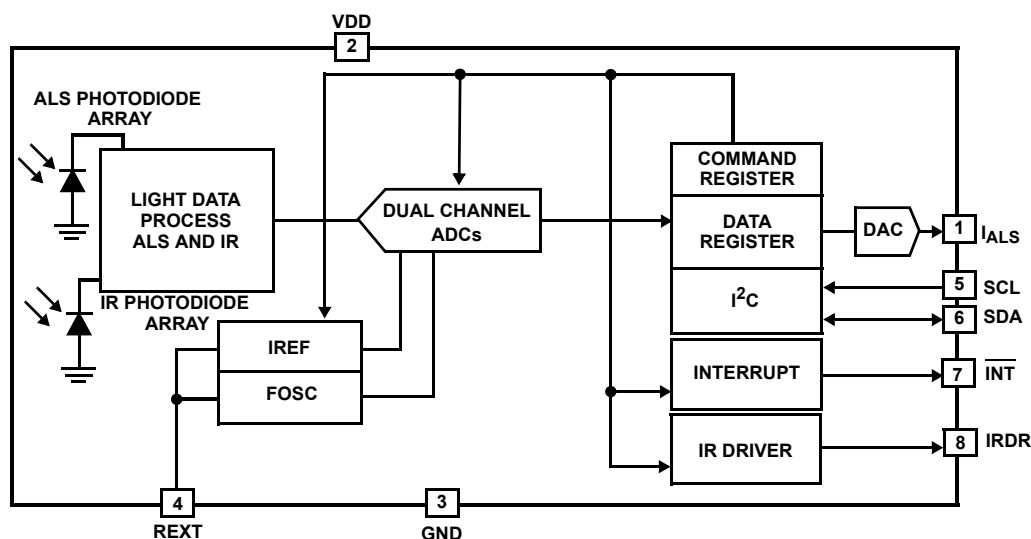 VDD
2
ALS PHOTODIODE
ARRAY
LIGHT DATA
PROCESS
ALS AND IR
IR PHOTODIODE
ARRAY
DUAL CHANNEL
ADCs
IREF
FOSC
COMMAND
REGISTER
DATA
REGISTER
I²C
INTERRUPT
IR DRIVER
DAC
1
I_ALS
5
SCL
6
SDA
7
I̅N̅T̅
8
IRDR
4
REXT
3
GND